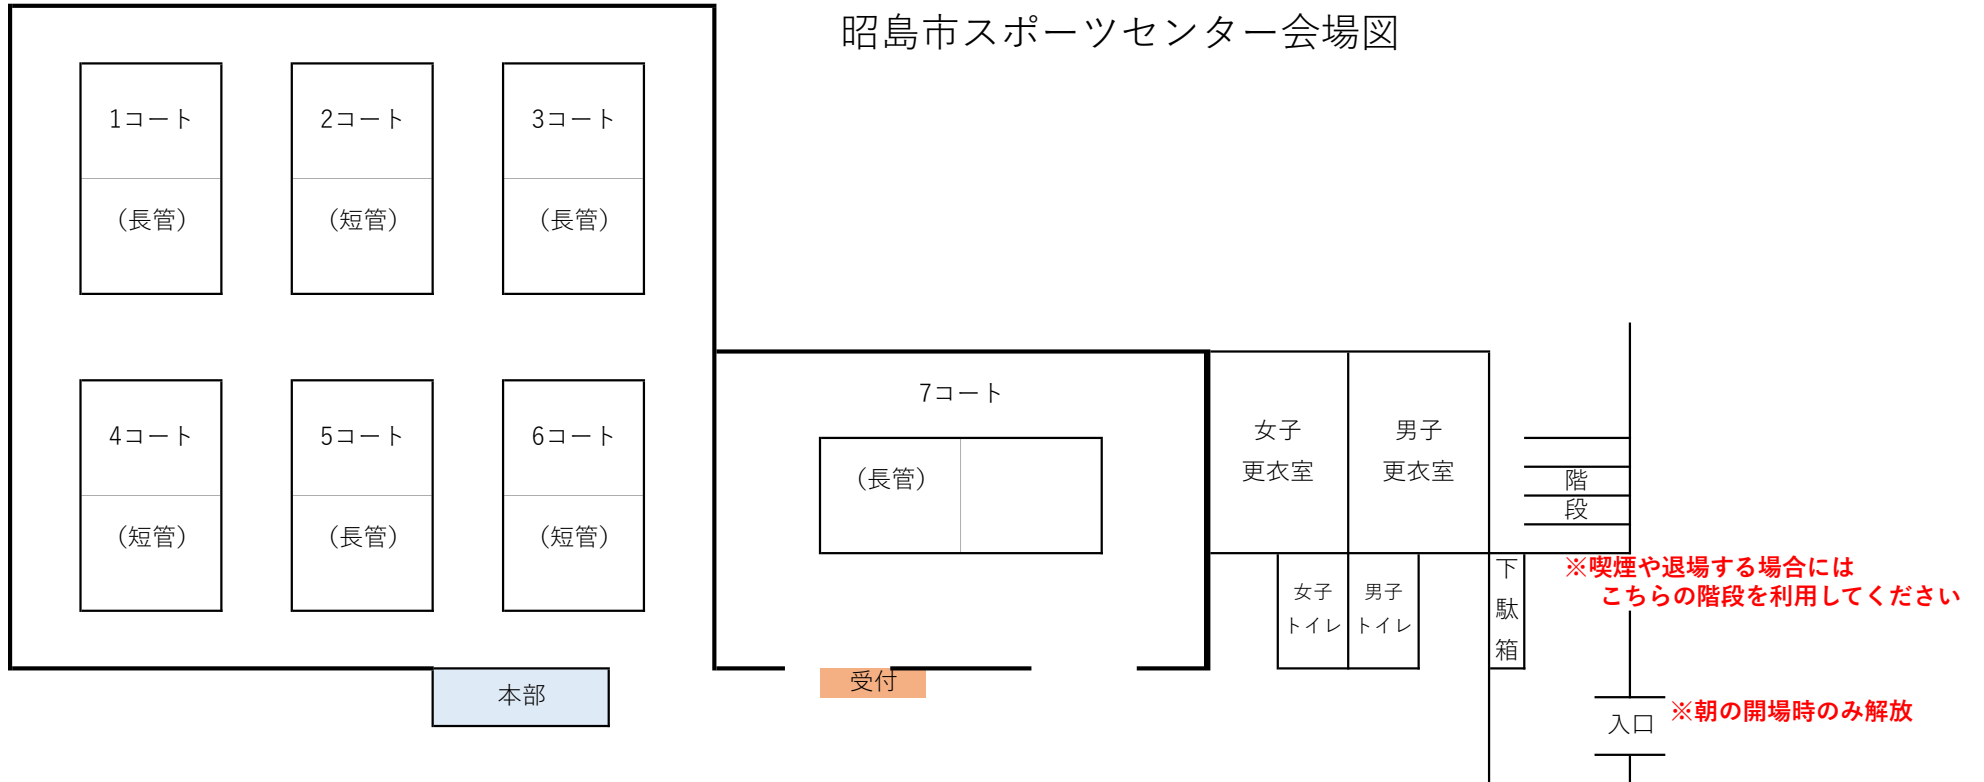 昭島市スポーツセンター会場図
1コート
2コート
3コート
（長管）
（短管）
（長管）
4コート
5コート
6コート
（短管）
（長管）
（短管）
本部
7コート
（長管）
受付
女子
更衣室
男子
更衣室
女子
トイレ
男子
トイレ
階
段
下
駄
箱
※喫煙や退場する場合には
こちらの階段を利用してください
入口
※朝の開場時のみ解放